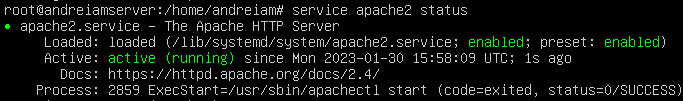 root@andreiamserver:/home/andreiam# service apache2 status
● apache2.service - The Apache HTTP Server
Loaded: loaded (/lib/systemd/system/apache2.service; enabled; preset: enabled)
Active: active (running) since Mon 2023-01-30 15:58:09 UTC; 1s ago
Docs: https://httpd.apache.org/docs/2.4/
Process: 2859 ExecStart=/usr/sbin/apachectl start (code=exited, status=0/SUCCESS)